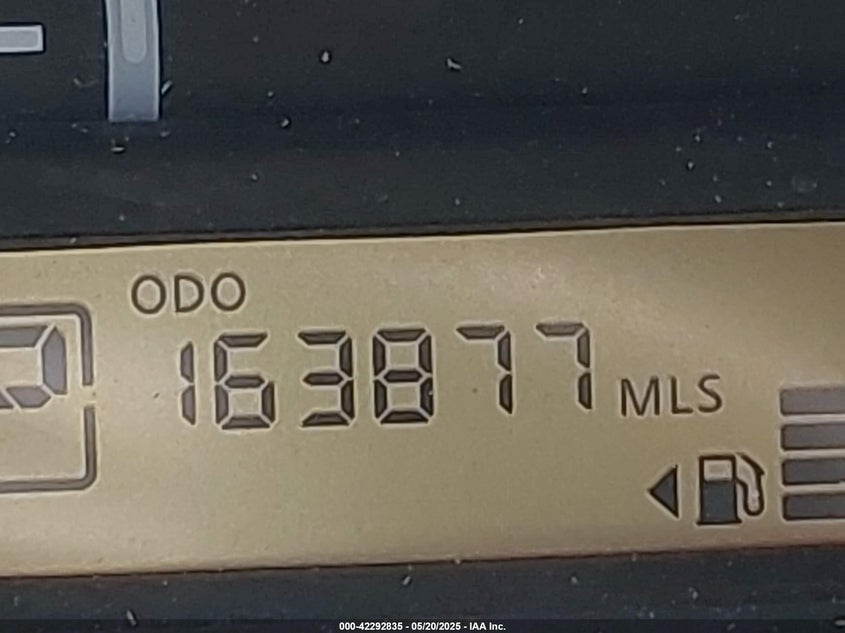 ODO
163877 MLS
000-42292835 - 05/20/2025 - IAA Inc.